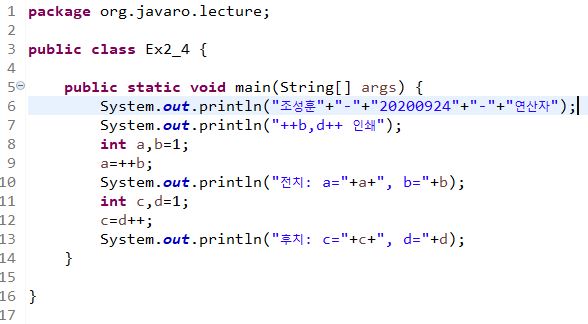 1 package org.javaro.lecture;
2
3 public class Ex2_4 {
4
5 public static void main(String[] args) {
6 System.out.println("조성훈"+"-"+"20200924"+"-"+"연산자");
7 System.out.println("++b,d++ 인쇄");
8 int a,b=1;
9 a=++b;
10 System.out.println("전치: a="+a+", b="+b);
11 int c,d=1;
12 c=d++;
13 System.out.println("후치: c="+c+", d="+d);
14 }
15
16 }
17